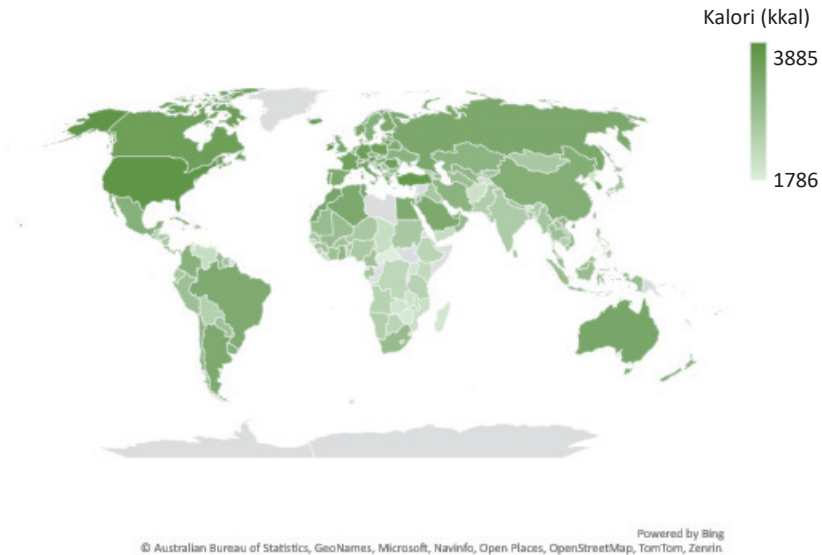 Kalori (kkal)
3885
1786
Powered by Bing
© Australian Bureau of Statistics, GeoNames, Microsoft, Navinfo, Open Places, OpenStreetMap, TomTom, Zenrin